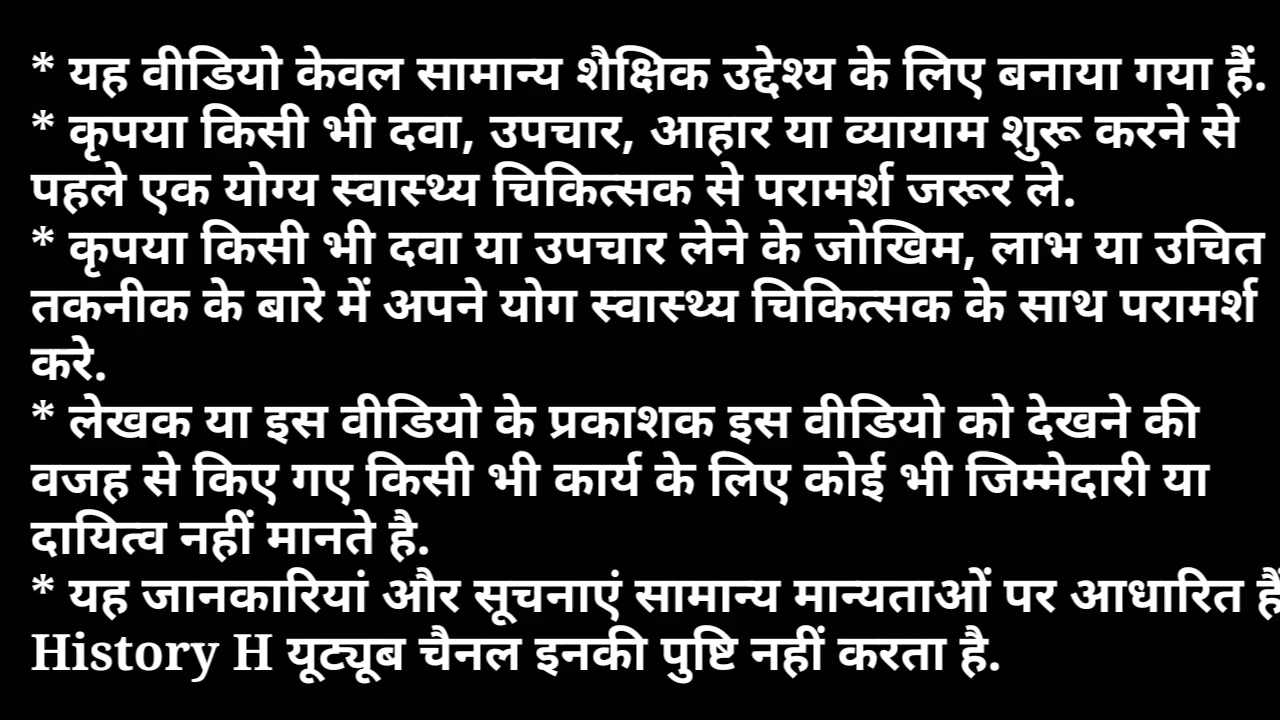 * यह वीडियो केवल सामान्य शैक्षिक उद्देश्य के लिए बनाया गया हैं.
* कृपया किसी भी दवा, उपचार, आहार या व्यायाम शुरू करने से
पहले एक योग्य स्वास्थ्य चिकित्सक से परामर्श जरूर ले.
* कृपया किसी भी दवा या उपचार लेने के जोखिम, लाभ या उचित
तकनीक के बारे में अपने योग स्वास्थ्य चिकित्सक के साथ परामर्श
करे.
* लेखक या इस वीडियो के प्रकाशक इस वीडियो को देखने की
वजह से किए गए किसी भी कार्य के लिए कोई भी जिम्मेदारी या
दायित्व नहीं मानते है.
* यह जानकारियां और सूचनाएं सामान्य मान्यताओं पर आधारित हैं
History H यूट्यूब चैनल इनकी पुष्टि नहीं करता है.